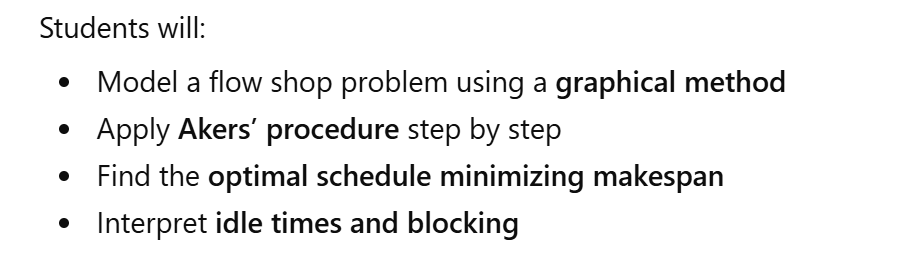 Students will:
• Model a flow shop problem using a graphical method
• Apply Akers’ procedure step by step
• Find the optimal schedule minimizing makespan
• Interpret idle times and blocking